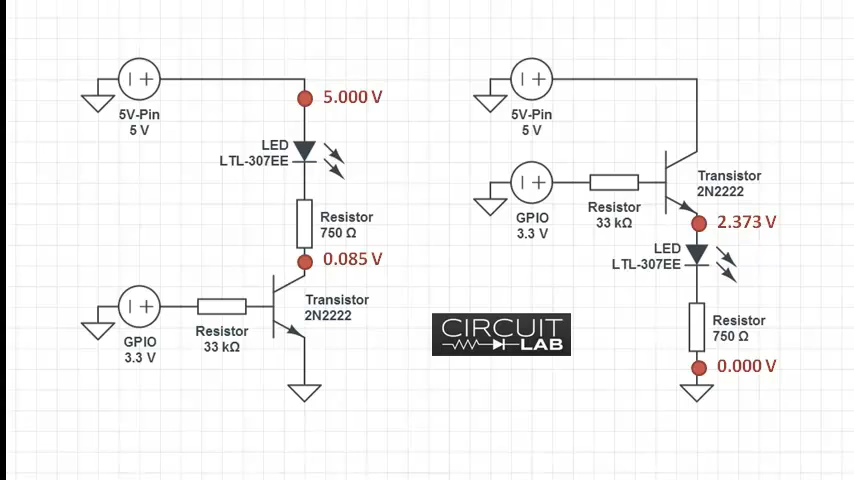 5.000 V
5V-Pin
5 V
LED
LTL-307EE
Resistor
750 Ω
0.085 V
Transistor
2N2222
Resistor
33 kΩ
GPIO
3.3 V
5V-Pin
5 V
Transistor
2N2222
Resistor
33 kΩ
GPIO
3.3 V
2.373 V
LED
LTL-307EE
Resistor
750 Ω
0.000 V
CIRCUIT
LAB